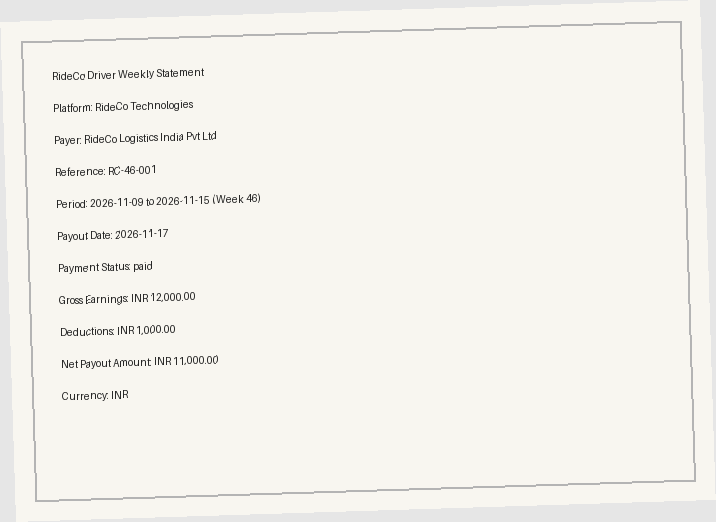 RideCo Driver Weekly Statement
Platform: RideCo Technologies
Payer: RideCo Logistics India Pvt Ltd
Reference: RC-46-001
Period: 2026-11-09 to 2026-11-15 (Week 46)
Payout Date: 2026-11-17
Payment Status: paid
Gross Earnings: INR 12,000.00
Deductions: INR 1,000.00
Net Payout Amount: INR 11,000.00
Currency: INR